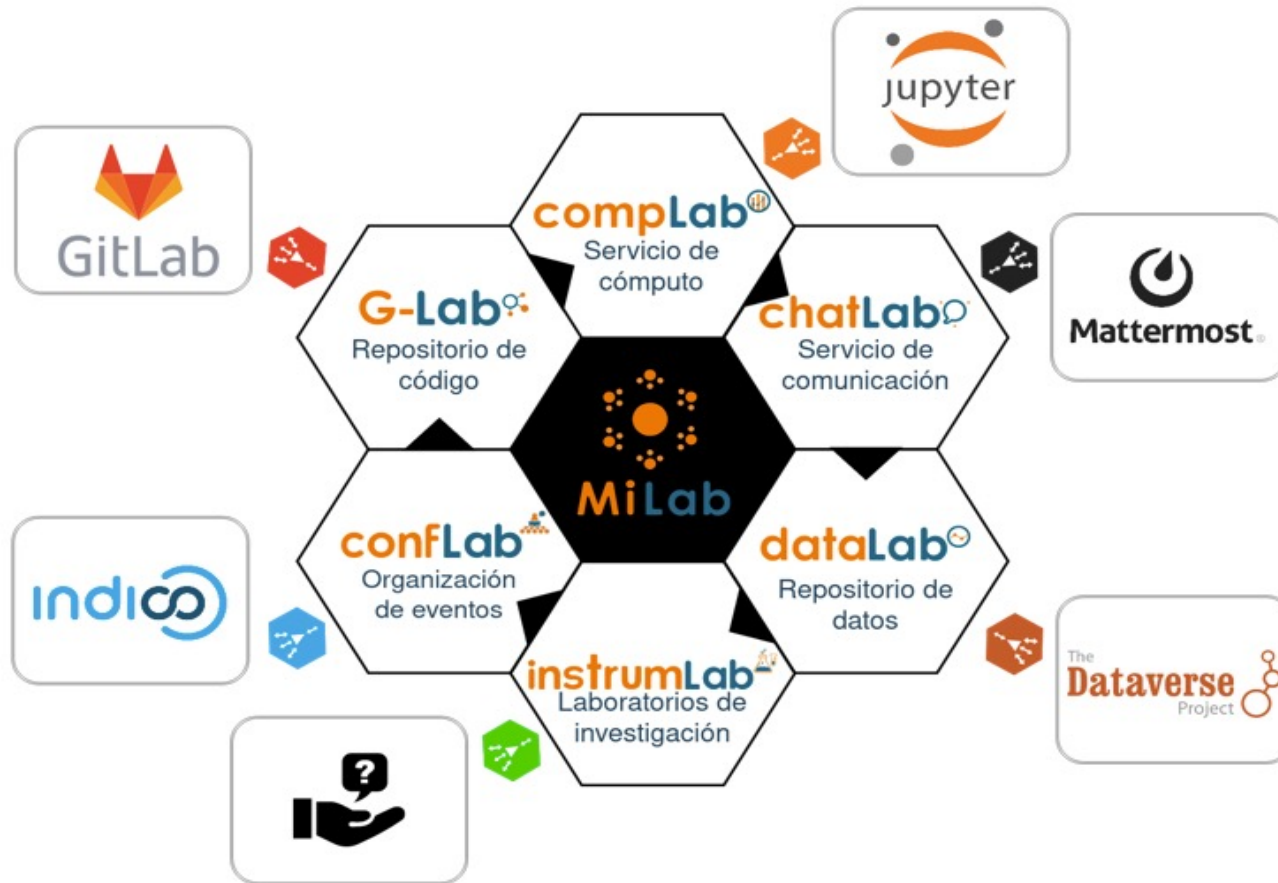 jupyter
GitLab
compLab
Servicio de
cómputo
G-Lab
Repositorio de
código
chatLab
Servicio de
comunicación
Mattermost®
MiLab
confLab
Organización
de eventos
dataLab
Repositorio de
datos
indico
instrumLab
Laboratorios de
investigación
The
Dataverse
Project
?